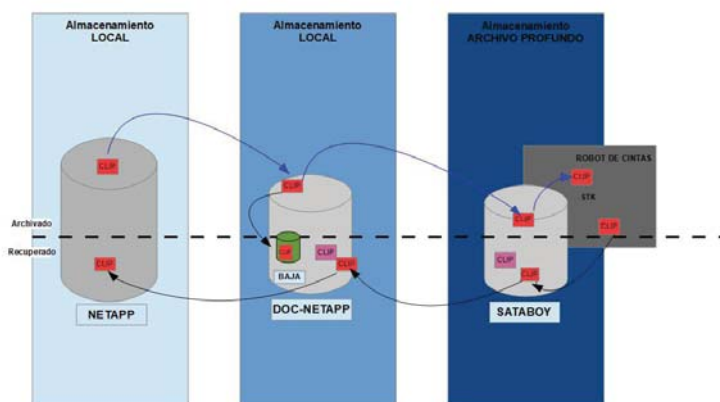 Almacenamiento
LOCAL
Almacenamiento
LOCAL
Almacenamiento
ARCHIVO PROFUNDO
ROBOT DE CINTAS
CLIP
CLIP
CLIP
STK
CLIP
CLIP
Archivado
Recuperado
CLIP
CLIP
CLIP
CLIP
CLIP
CLIP
BAJA
NETAPP
DOC-NETAPP
SATABOY